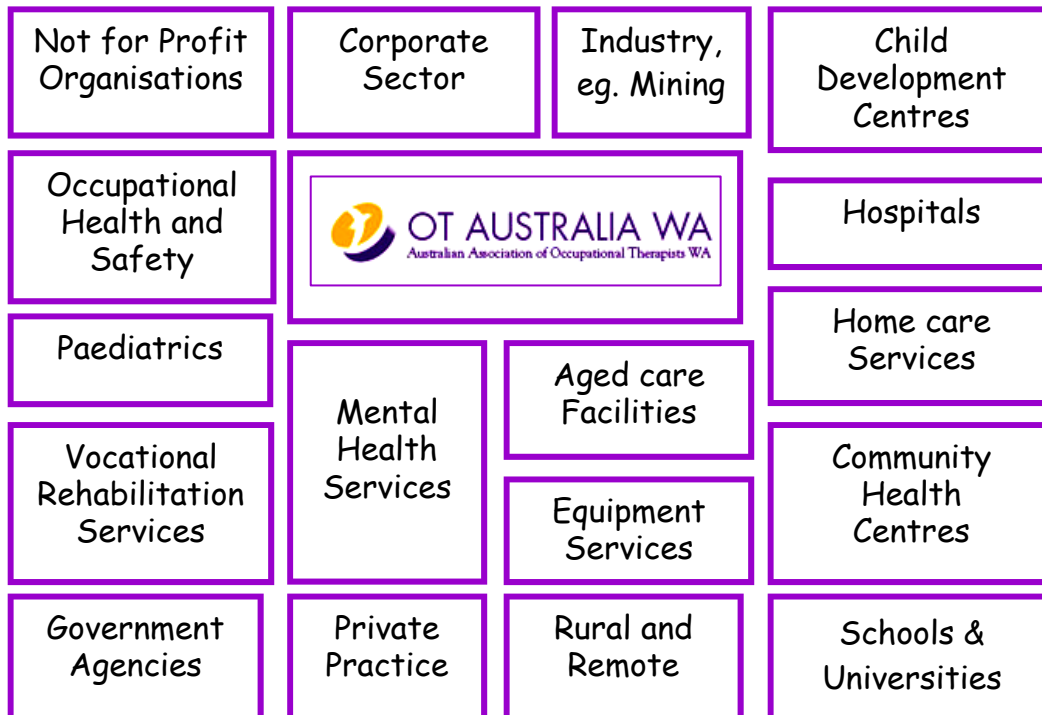 Not for Profit
Organisations
Corporate
Sector
Industry,
eg. Mining
Child
Development
Centres
Occupational
Health and
Safety
OT AUSTRALIA WA
Australian Association of Occupational Therapists WA
Hospitals
Paediatrics
Home care
Services
Mental
Health
Services
Aged care
Facilities
Vocational
Rehabilitation
Services
Equipment
Services
Community
Health
Centres
Government
Agencies
Private
Practice
Rural and
Remote
Schools &
Universities